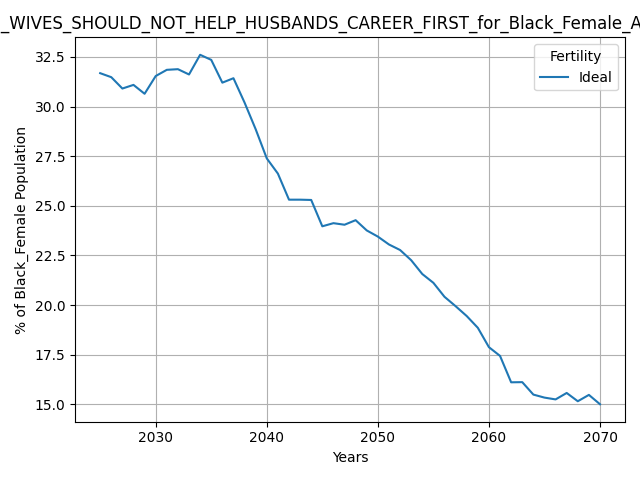 _WIVES_SHOULD_NOT_HELP_HUSBANDS_CAREER_FIRST_for_Black_Female_A
Fertility
Ideal
32.5
30.0
27.5
25.0
22.5
20.0
17.5
15.0
% of Black_Female Population
2030 2040 2050 2060 2070
Years